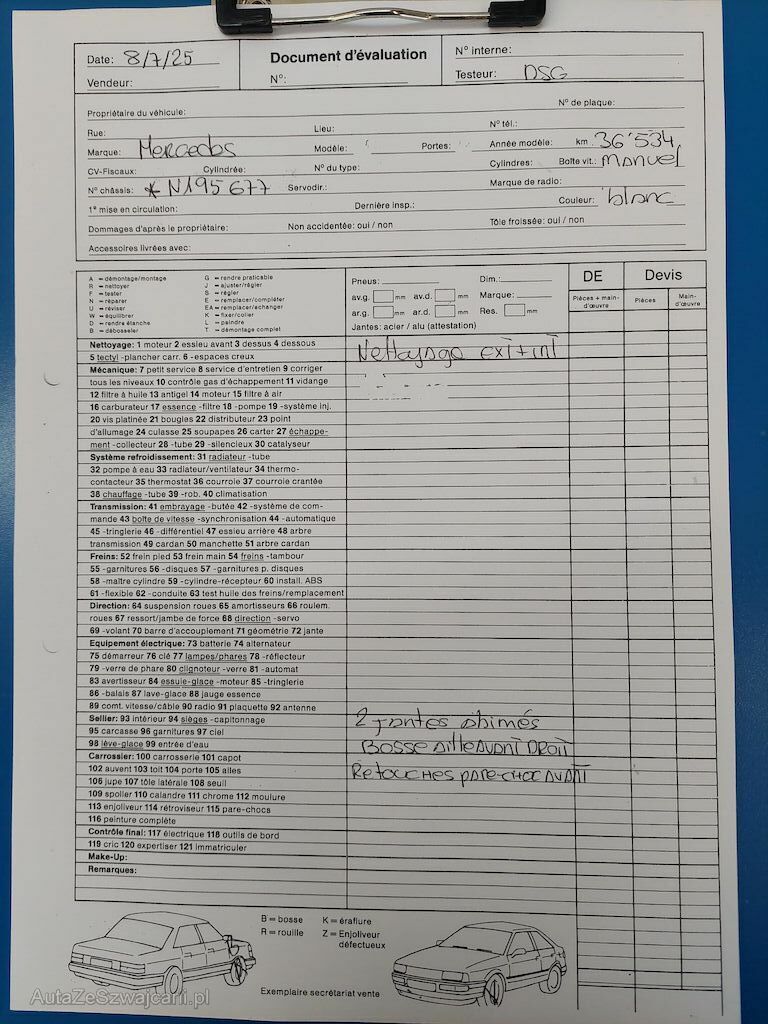 Date: 8/7/25
Document d'évaluation
N° interne:
Vendeur:
N°:
Testeur: DSG
Propriétaire du véhicule:
N° de plaque:
Rue:
Lieu:
N° tél.:
Marque: Mercedes
Modèle:
Portes:
Année modèle:
km 36'534
CV-Fiscaux:
Cylindrée:
N° du type:
Cylindres:
Boîte vit.: manuel
N° châssis: * N195677
Servodir.:
Marque de radio:
1e mise en circulation:
Dernière insp.:
Couleur: blanc
Dommages d'après le propriétaire:
Non accidentée: oui / non
Tôle froissée: oui / non
Accessoires livrées avec:
A = démontage/montage
R = nettoyer
F = tester
N = réparer
U = réviser
W = équilibrer
D = rendre étanche
B = débosseler
G = rendre praticable
J = ajuster/régler
S = régler
E = remplacer/compléter
EA = remplacer/echanger
K = fixer/coller
L = peindre
T = démontage complet
Pneus:
Dim.:
av.g. mm av.d. mm Marque:
ar.g. mm ar.d. mm Res. mm
Jantes: acier / alu (attestation)
DE
Devis
Pièces + main-d'œuvre
Pièces
Main-d'œuvre
Nettoyage: 1 moteur 2 essieu avant 3 dessus 4 dessous
Nettoyage ext+int
5 tectyl -plancher carr. 6 -espaces creux
Mécanique: 7 petit service 8 service d'entretien 9 corriger
tous les niveaux 10 contrôle gas d'échappement 11 vidange
12 filtre à huile 13 antigel 14 moteur 15 filtre à air
16 carburateur 17 essence -filtre 18 -pompe 19 -système inj.
20 vis platinée 21 bougies 22 distributeur 23 point
d'allumage 24 culasse 25 soupapes 26 carter 27 échappe-
ment -collecteur 28 -tube 29 -silencieux 30 catalyseur
Système refroidissement: 31 radiateur -tube
32 pompe à eau 33 radiateur/ventilateur 34 thermo-
contacteur 35 thermostat 36 courroie 37 courroie crantée
38 chauffage -tube 39 -rob. 40 climatisation
Transmission: 41 embrayage -butée 42 -système de com-
mande 43 boîte de vitesse -synchronisation 44 -automatique
45 -tringlerie 46 -différentiel 47 essieu arrière 48 arbre
transmission 49 cardan 50 manchette 51 arbre cardan
Freins: 52 frein pied 53 frein main 54 freins -tambour
55 -garnitures 56 -disques 57 -garnitures p. disques
58 -maître cylindre 59 -cylindre-récepteur 60 install. ABS
61 -flexible 62 -conduite 63 test huile des freins/remplacement
Direction: 64 suspension roues 65 amortisseurs 66 roulem.
roues 67 ressort/jambe de force 68 direction -servo
69 -volant 70 barre d'accouplement 71 géométrie 72 jante
Equipement électrique: 73 batterie 74 alternateur
75 démarreur 76 clé 77 lampes/phares 78 -réflecteur
79 -verre de phare 80 clignoteur -verre 81 -automat
83 avertisseur 84 essuie-glace -moteur 85 -tringlerie
86 -balais 87 lave-glace 88 jauge essence
89 comt. vitesse/câble 90 radio 91 plaquette 92 antenne
Sellier: 93 intérieur 94 sièges -capitonnage
2 jantes abimés
95 carcasse 96 garnitures 97 ciel
98 lève-glace 99 entrée d'eau
Bosse aille avant droit
Carrossier: 100 carrosserie 101 capot
102 auvent 103 toit 104 porte 105 ailes
Retouches pare-choc avant
106 jupe 107 tôle latérale 108 seuil
109 spoiler 110 calandre 111 chrome 112 moulure
113 enjoliveur 114 rétroviseur 115 pare-chocs
116 peinture complète
Contrôle final: 117 électrique 118 outils de bord
119 cric 120 expertiser 121 immatriculer
Make-Up:
Remarques:
B = bosse
R = rouille
K = éraflure
Z = Enjoliveur
défectueux
Exemplaire secrétariat vente
AutaZeSzwajcarii.pl